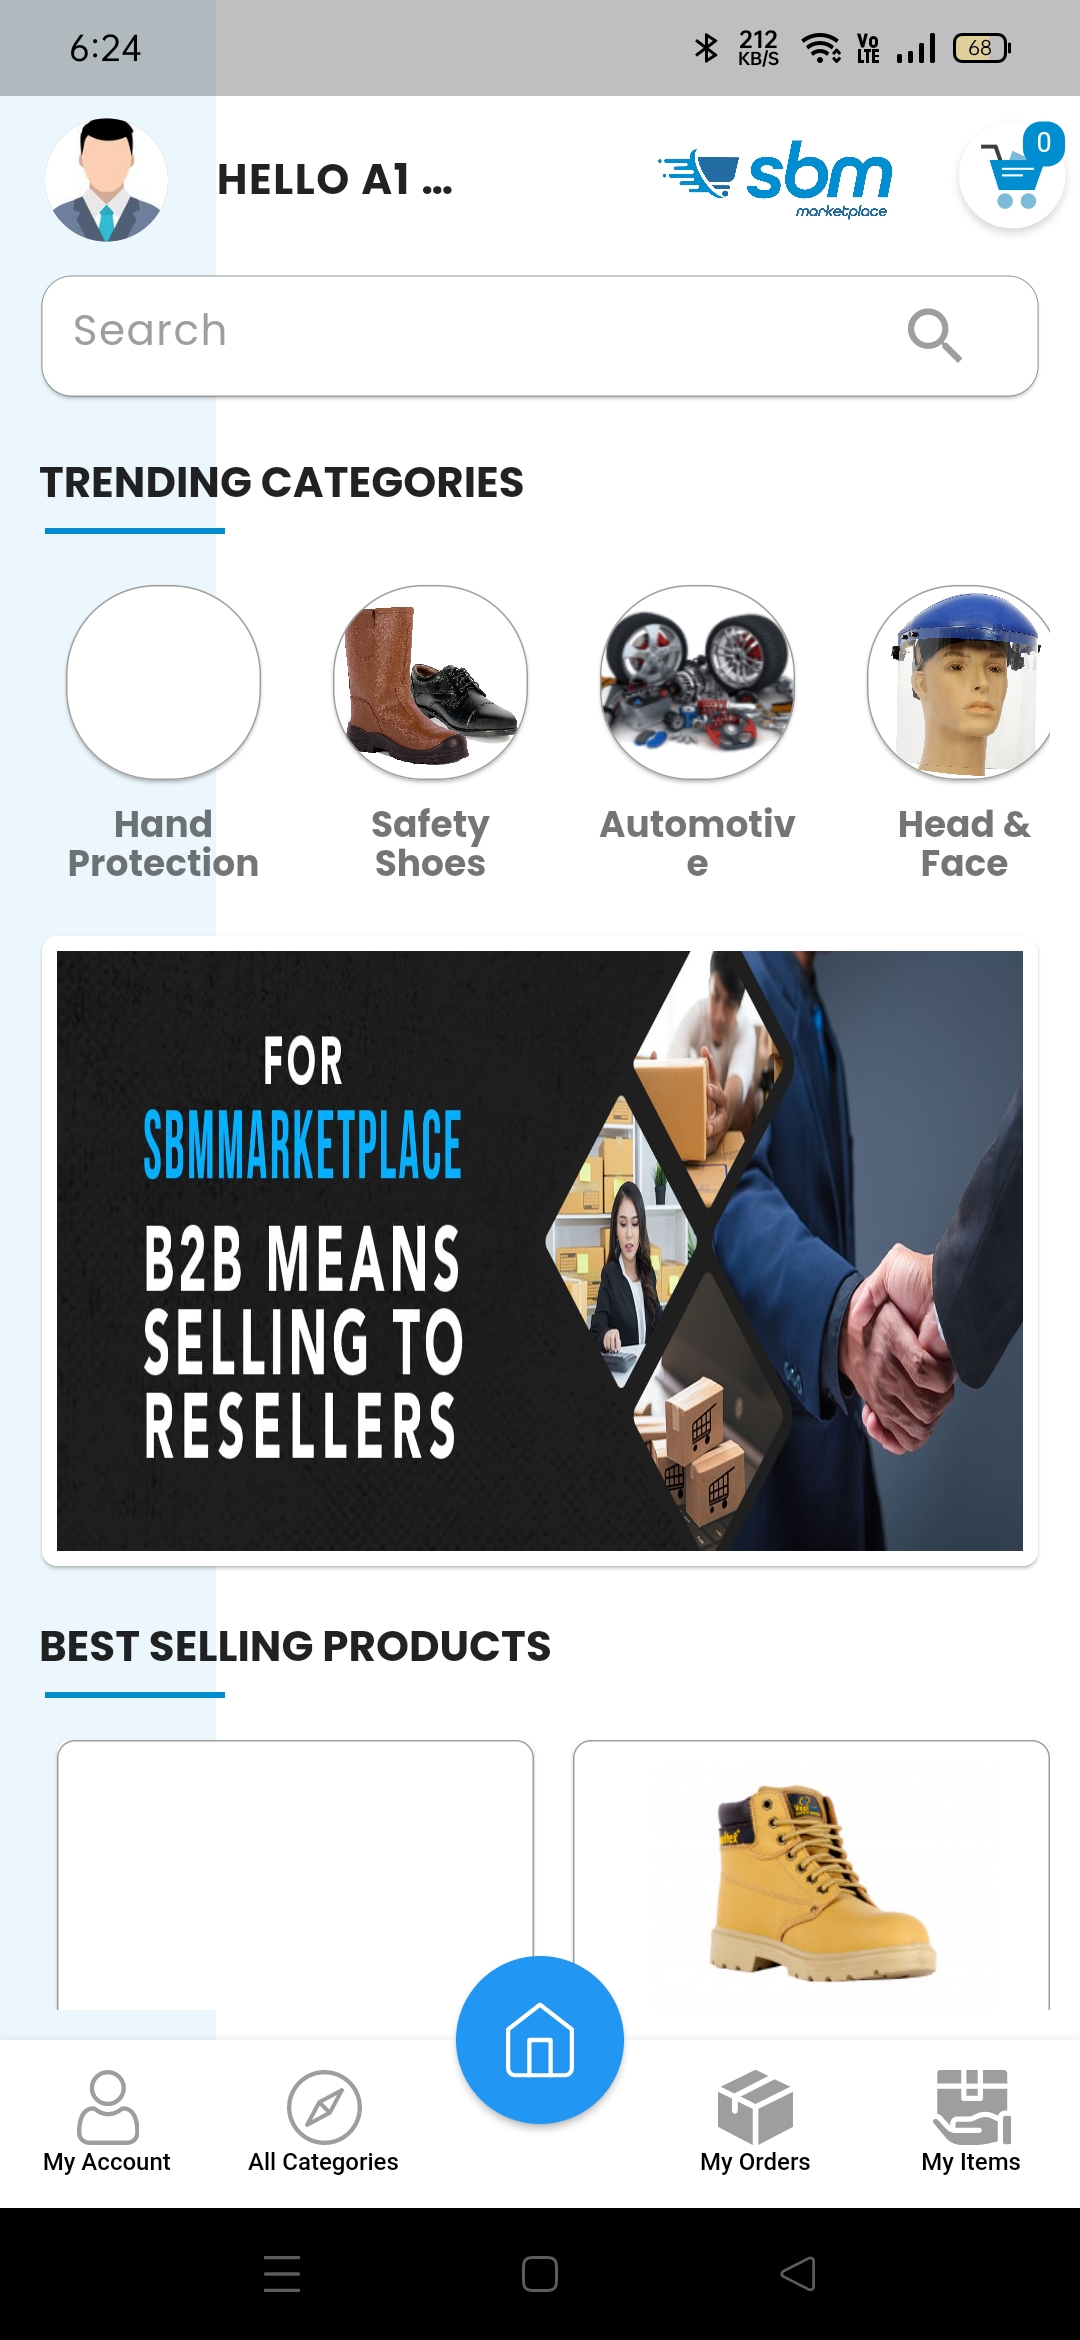 6:24
212
KB/S
Vo
LTE
68
HELLO A1 ...
sbm
marketplace
0
Search
TRENDING CATEGORIES
Hand
Protection
Safety
Shoes
Automotiv
e
Head &
Face
FOR
SBMMARKETPLACE
B2B MEANS
SELLING TO
RESELLERS
BEST SELLING PRODUCTS
My Account
All Categories
My Orders
My Items